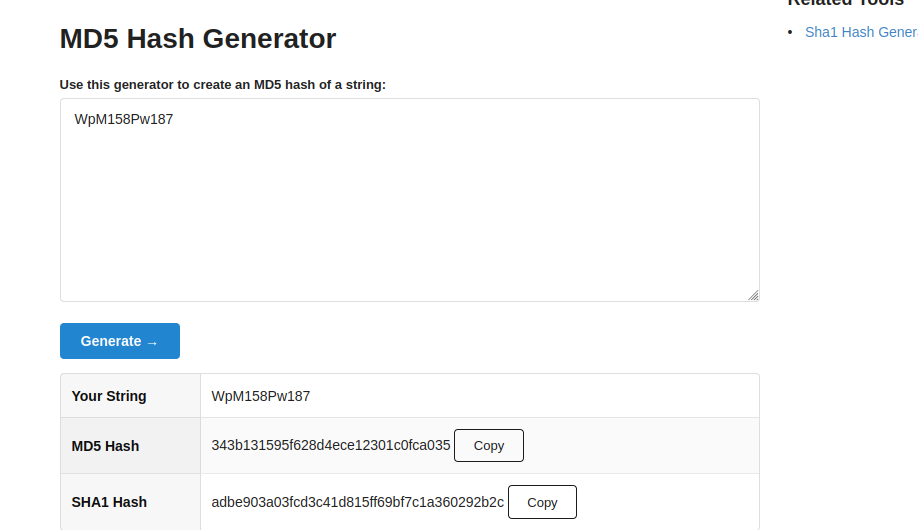 Related Tools
MD5 Hash Generator
• Sha1 Hash Gener
Use this generator to create an MD5 hash of a string:
WpM158Pw187
Generate →
Your String WpM158Pw187
MD5 Hash 343b131595f628d4ece12301c0fca035 Copy
SHA1 Hash adbe903a03fcd3c41d815ff69bf7c1a360292b2c Copy